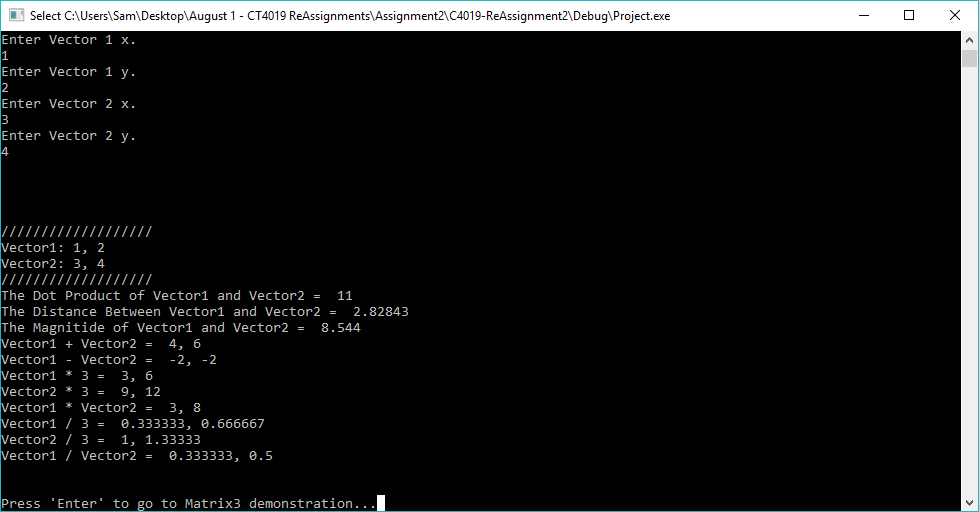 Select C:\Users\Sam\Desktop\August 1 - CT4019 ReAssignments\Assignment2\C4019-ReAssignment2\Debug\Project.exe
Enter Vector 1 x.
1
Enter Vector 1 y.
2
Enter Vector 2 x.
3
Enter Vector 2 y.
4
///////////////////
Vector1: 1, 2
Vector2: 3, 4
///////////////////
The Dot Product of Vector1 and Vector2 =  11
The Distance Between Vector1 and Vector2 =  2.82843
The Magnitide of Vector1 and Vector2 =  8.544
Vector1 + Vector2 =  4, 6
Vector1 - Vector2 =  -2, -2
Vector1 * 3 =  3, 6
Vector2 * 3 =  9, 12
Vector1 * Vector2 =  3, 8
Vector1 / 3 =  0.333333, 0.666667
Vector2 / 3 =  1, 1.33333
Vector1 / Vector2 =  0.333333, 0.5
Press 'Enter' to go to Matrix3 demonstration...